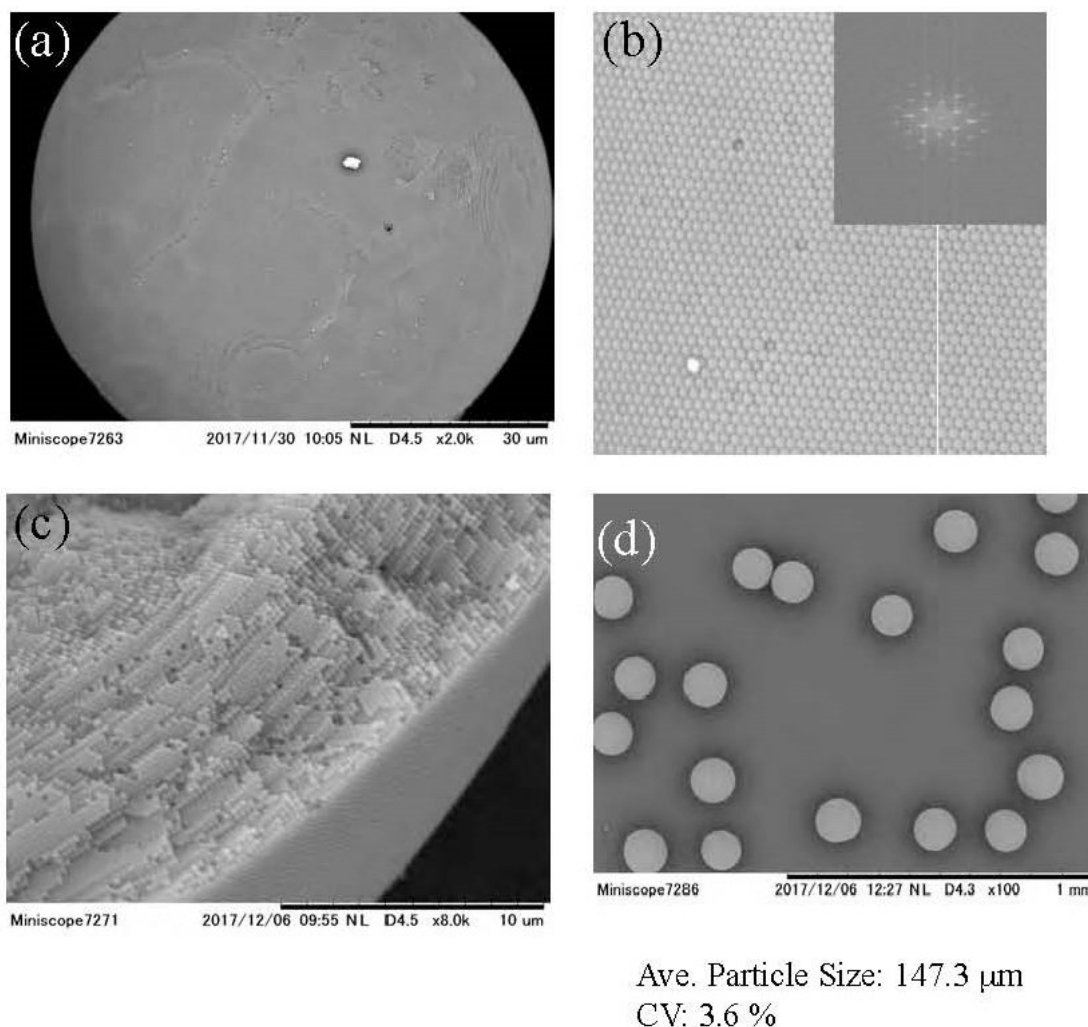 (a)
Miniscope7263 2017/11/30 10:05 NL D4.5 x2.0k 30 um
(b)
(c)
Miniscope7271 2017/12/06 09:55 NL D4.5 x8.0k 10 um
(d)
Miniscope7286 2017/12/06 12:27 NL D4.3 x100 1 mm
Ave. Particle Size: 147.3 μm
CV: 3.6 %